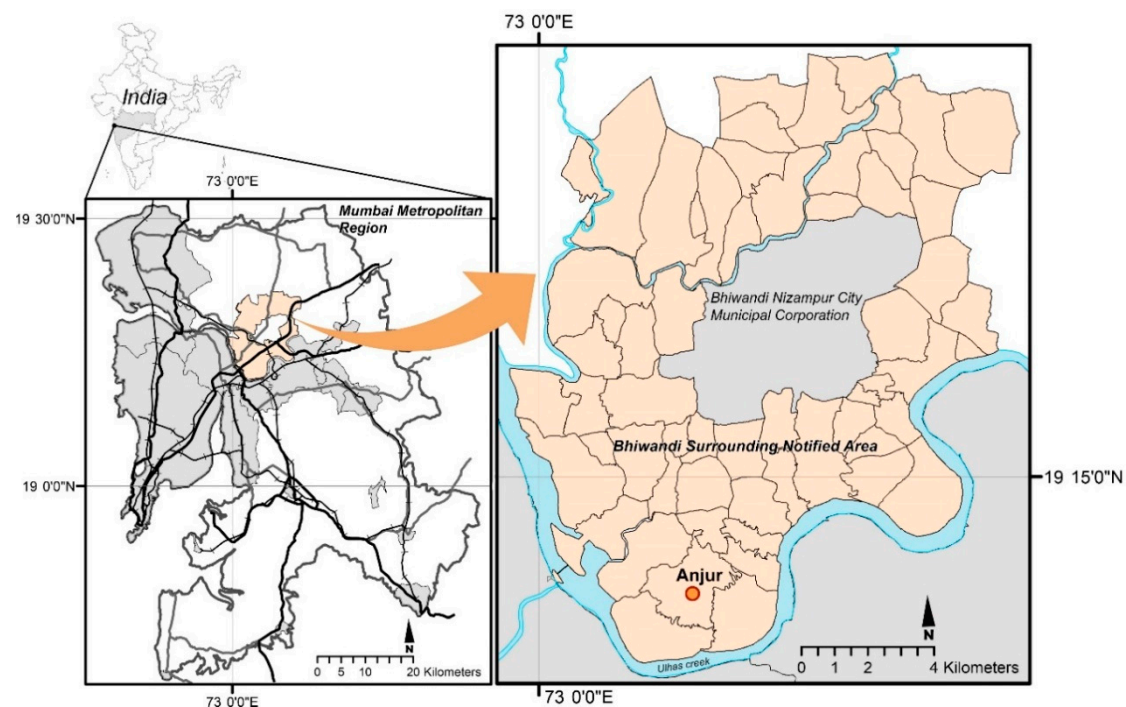 73 0'0"E
India
73 0'0"E
19 30'0"N
Mumbai Metropolitan
Region
Bhiwandi Nizampur City
Municipal Corporation
Bhiwandi Surrounding Notified Area
19 15'0"N
19 0'0"N
Anjur
N
0 5 10 20 Kilometers
N
0 1 2 4 Kilometers
Ulhas creek
73 0'0"E
73 0'0"E